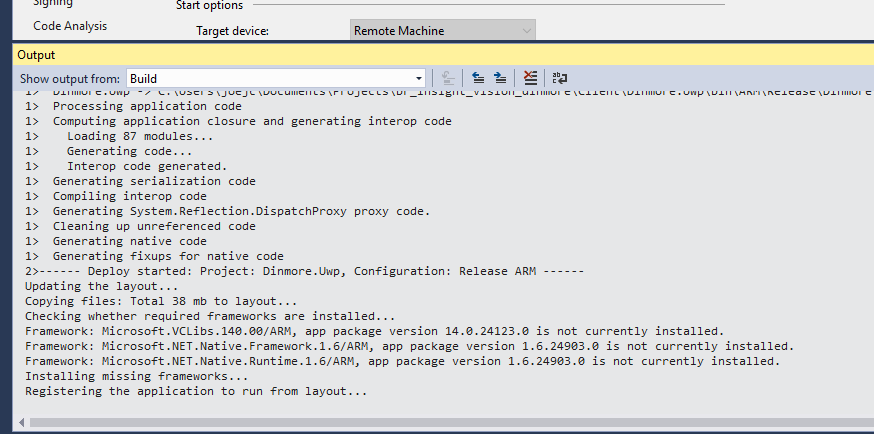 Signing
Start options
Code Analysis
Target device:
Remote Machine
Output
Show output from:
Build
1> Dinmore.Uwp -> C:\Users\joejc\Documents\Projects\Dr_Insight_Vision_dinmore\Client\Dinmore.Uwp\bin\ARM\Release\Dinmore
1> Processing application code
1> Computing application closure and generating interop code
1> Loading 87 modules...
1> Generating code...
1> Interop code generated.
1> Generating serialization code
1> Compiling interop code
1> Generating System.Reflection.DispatchProxy proxy code.
1> Cleaning up unreferenced code
1> Generating native code
1> Generating fixups for native code
2>------ Deploy started: Project: Dinmore.Uwp, Configuration: Release ARM ------
Updating the layout...
Copying files: Total 38 mb to layout...
Checking whether required frameworks are installed...
Framework: Microsoft.VCLibs.140.00/ARM, app package version 14.0.24123.0 is not currently installed.
Framework: Microsoft.NET.Native.Framework.1.6/ARM, app package version 1.6.24903.0 is not currently installed.
Framework: Microsoft.NET.Native.Runtime.1.6/ARM, app package version 1.6.24903.0 is not currently installed.
Installing missing frameworks...
Registering the application to run from layout...